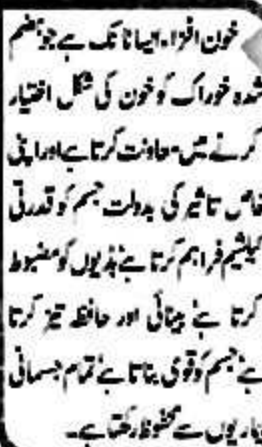 خون افزا۔ ایسا ٹانک ہے جو ہضم
شدہ خوراک کو خون کی شکل اختیار
کرنے میں معاونت کرتا ہے اور اپنی
خاص تاثیر کی بدولت جسم کو قدرتی
کیلشیم فراہم کرتا ہے ہڈیوں کو مضبوط
کرتا ہے بینائی اور حافظہ تیز کرتا
ہے جسم کو قوی بناتا ہے تمام جسمانی
بیماریوں سے محفوظ رکھتا ہے۔